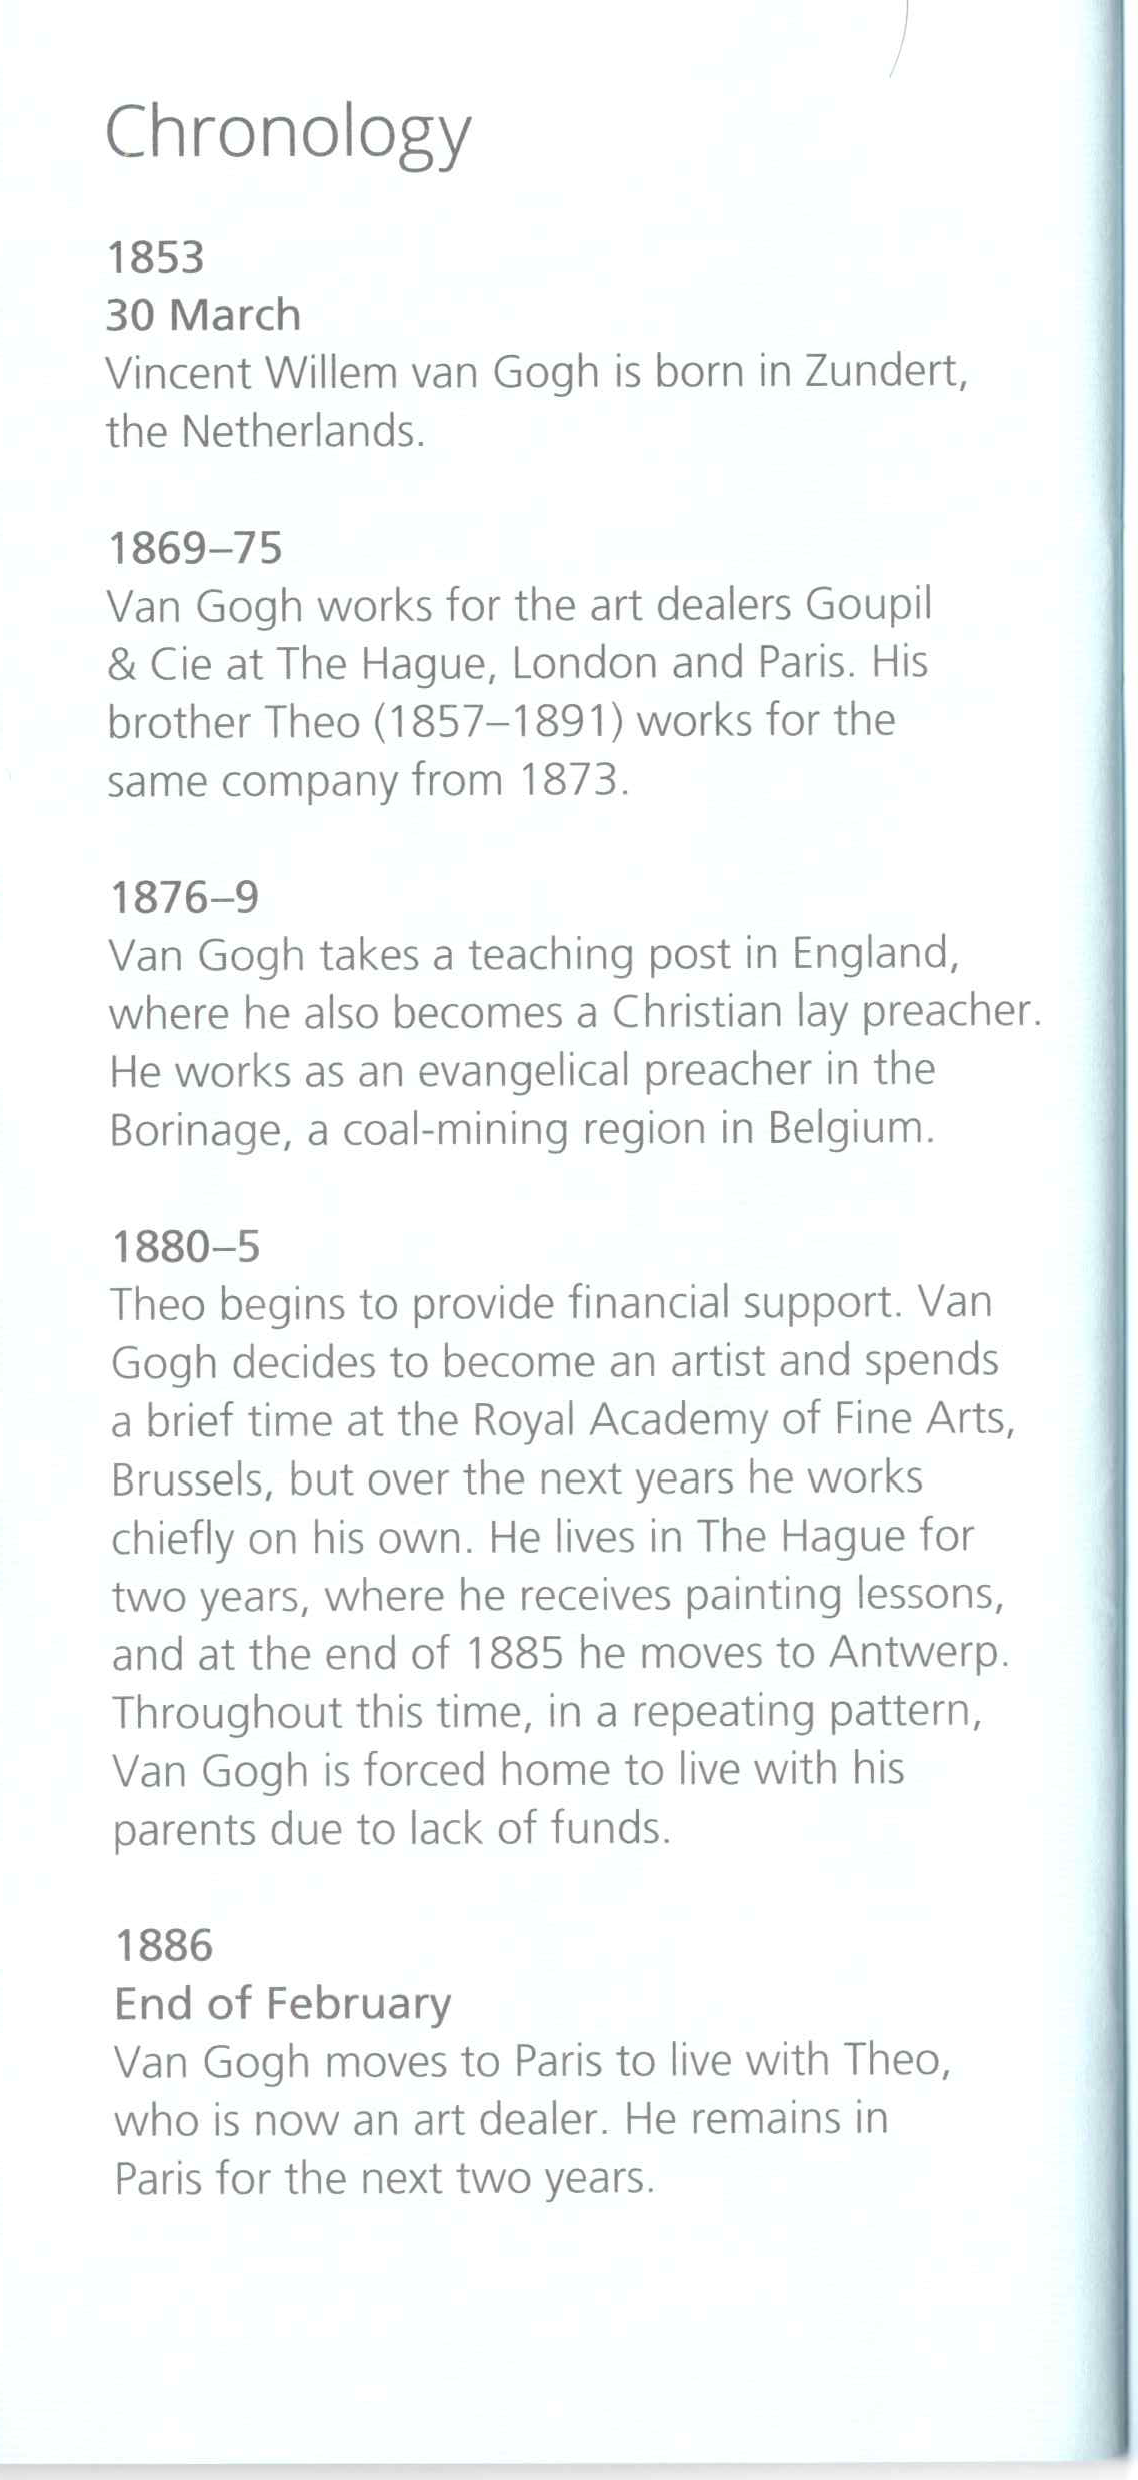 Chronology
1853
30 March
Vincent Willem van Gogh is born in Zundert,
the Netherlands.
1869–75
Van Gogh works for the art dealers Goupil
& Cie at The Hague, London and Paris. His
brother Theo (1857–1891) works for the
same company from 1873.
1876–9
Van Gogh takes a teaching post in England,
where he also becomes a Christian lay preacher.
He works as an evangelical preacher in the
Borinage, a coal-mining region in Belgium.
1880–5
Theo begins to provide financial support. Van
Gogh decides to become an artist and spends
a brief time at the Royal Academy of Fine Arts,
Brussels, but over the next years he works
chiefly on his own. He lives in The Hague for
two years, where he receives painting lessons,
and at the end of 1885 he moves to Antwerp.
Throughout this time, in a repeating pattern,
Van Gogh is forced home to live with his
parents due to lack of funds.
1886
End of February
Van Gogh moves to Paris to live with Theo,
who is now an art dealer. He remains in
Paris for the next two years.